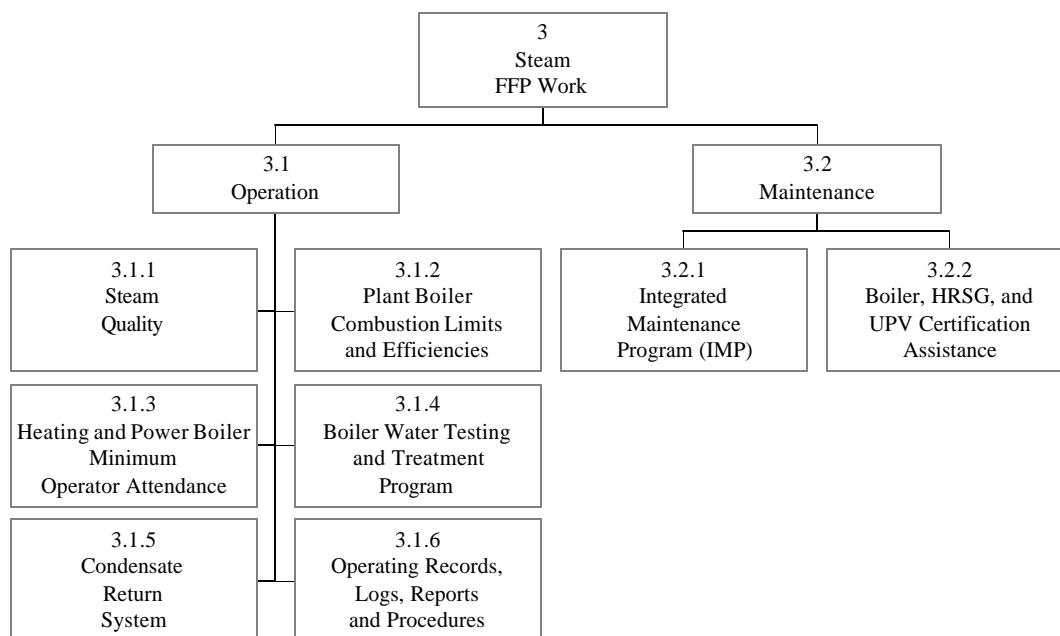 3
Steam
FFP Work
3.1
Operation
3.2
Maintenance
3.1.1
Steam
Quality
3.1.2
Plant Boiler
Combustion Limits
and Efficiencies
3.2.1
Integrated
Maintenance
Program (IMP)
3.2.2
Boiler, HRSG, and
UPV Certification
Assistance
3.1.3
Heating and Power Boiler
Minimum
Operator Attendance
3.1.4
Boiler Water Testing
and Treatment
Program
3.1.5
Condensate
Return
System
3.1.6
Operating Records,
Logs, Reports
and Procedures